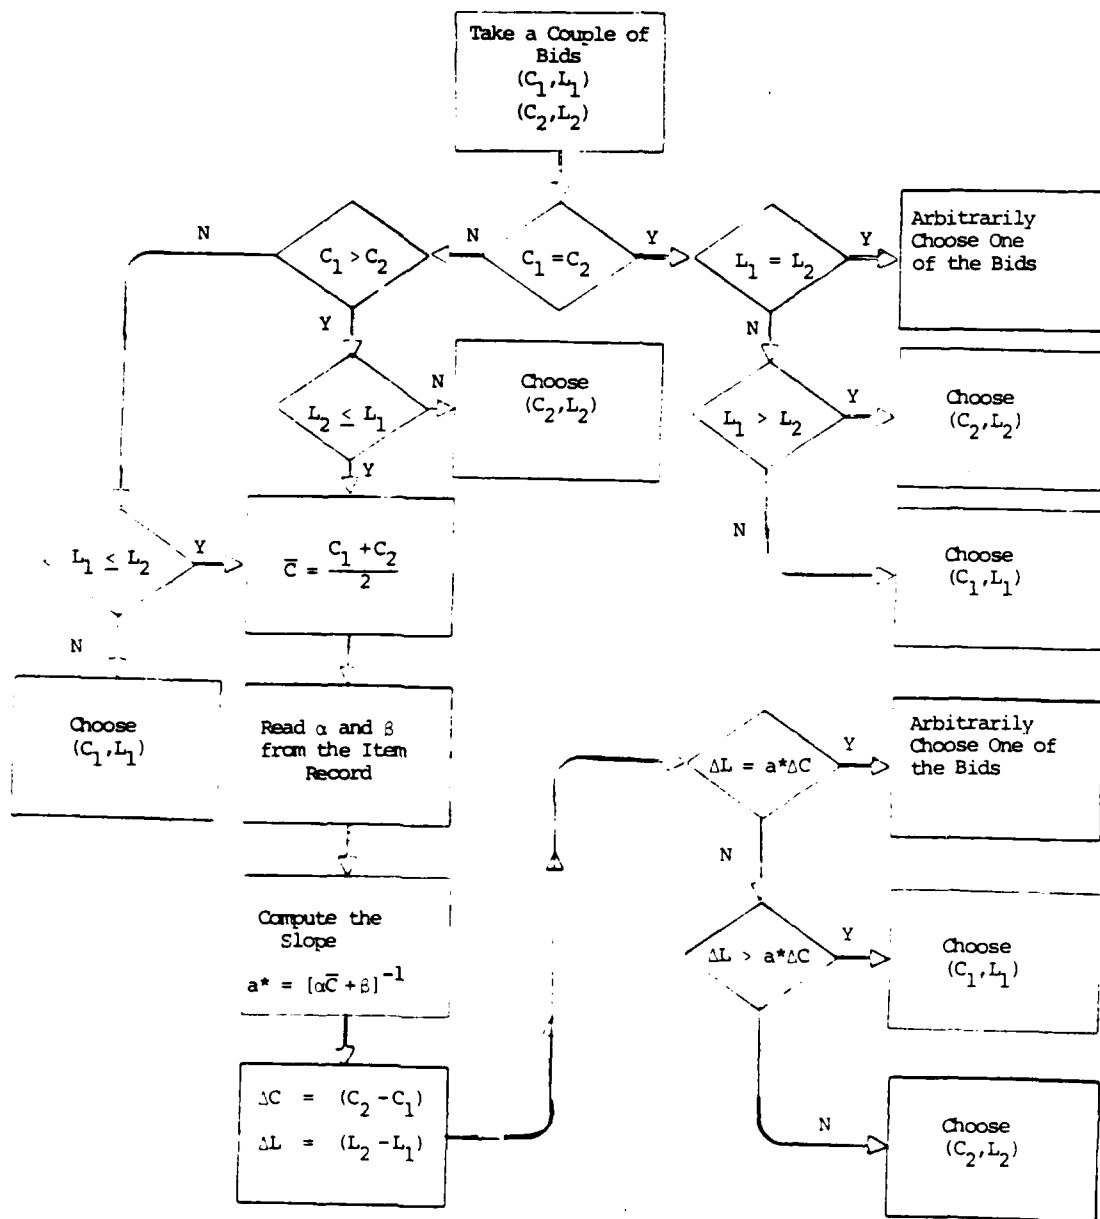 Take a Couple of
Bids
(C1,L1)
(C2,L2)
N
C1 > C2
N
C1 = C2
Y
L1 = L2
Y
Arbitrarily
Choose One
of the Bids
Y
N
L2 ≤ L1
N
Choose
(C2,L2)
L1 > L2
Y
Choose
(C2,L2)
Y
N
L1 ≤ L2
Y
C̅ = (C1 + C2)/2
Choose
(C1,L1)
N
Choose
(C1,L1)
Read α and β
from the Item
Record
ΔL = a*ΔC
Y
Arbitrarily
Choose One of
the Bids
N
Compute the
Slope
a* = [αC̅ + β]⁻¹
ΔL > a*ΔC
Y
Choose
(C1,L1)
ΔC = (C2 - C1)
ΔL = (L2 - L1)
N
Choose
(C2,L2)